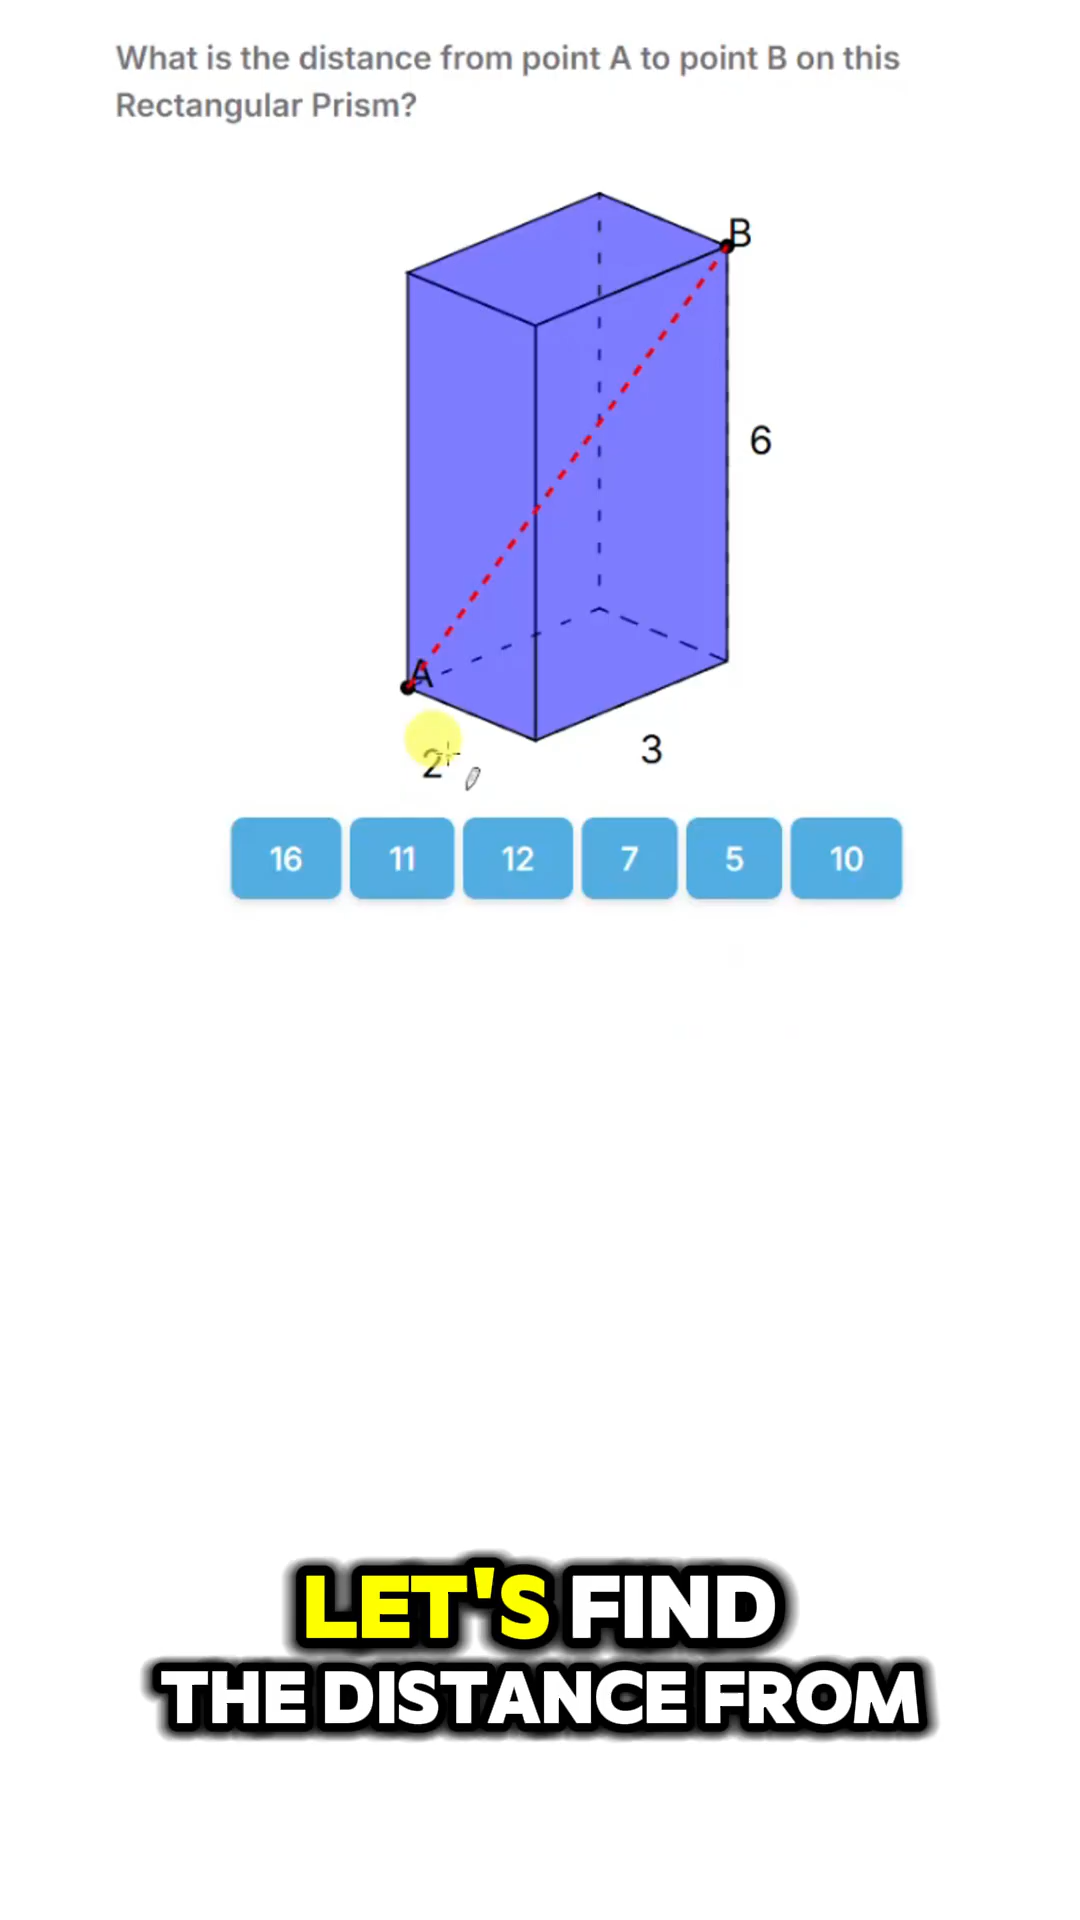 What is the distance from point A to point B on this
Rectangular Prism?
B
6
A
2
3
16 11 12 7 5 10
LET'S FIND
THE DISTANCE FROM